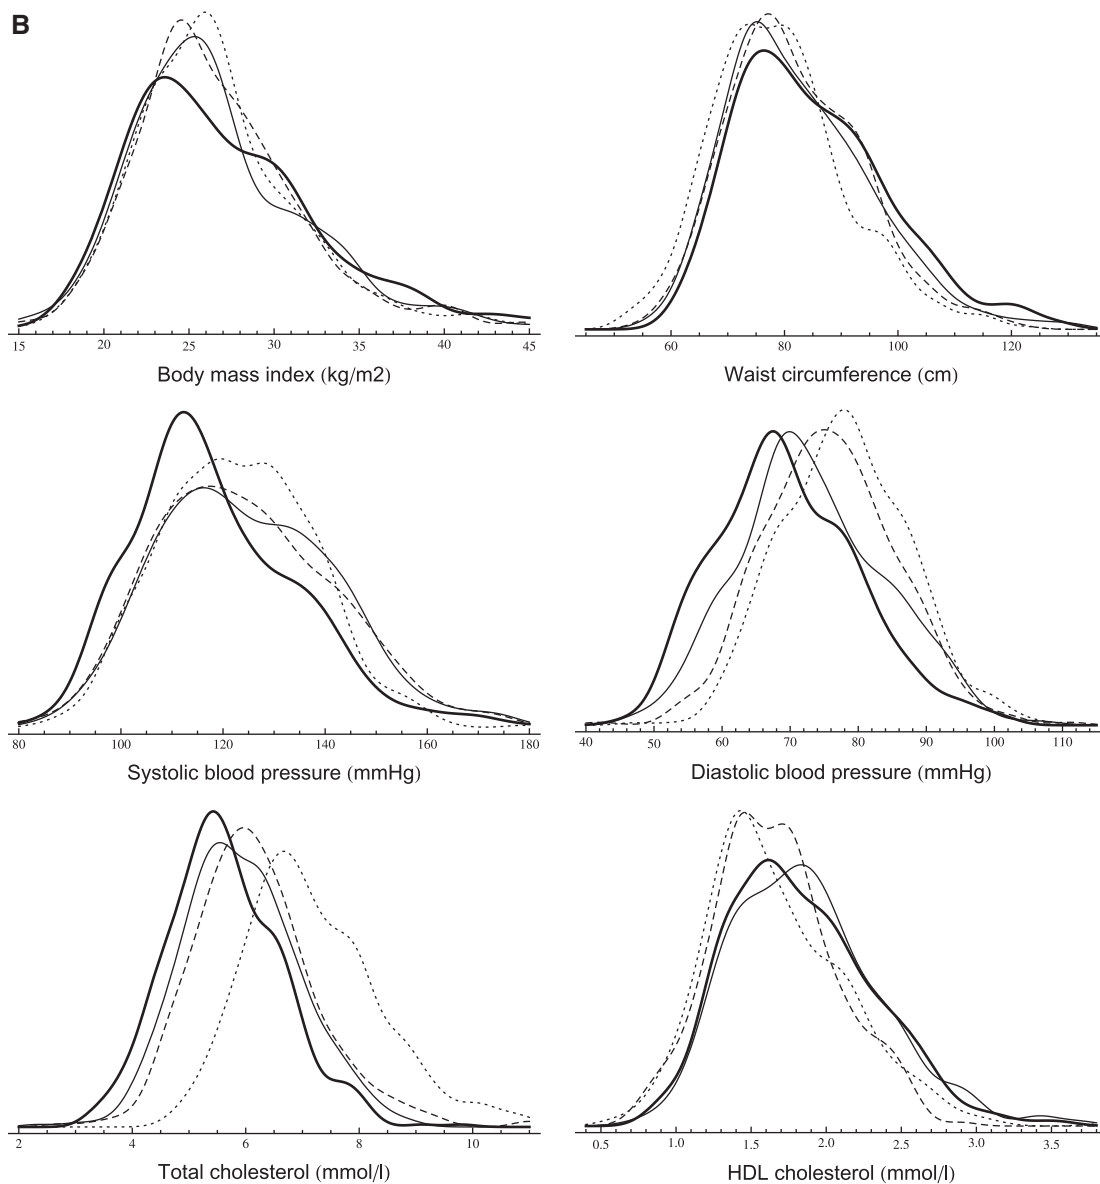 B
15 20 25 30 35 40 45
60 80 100 120
Body mass index (kg/m2)
Waist circumference (cm)
80 100 120 140 160 180
40 50 60 70 80 90 100 110
Systolic blood pressure (mmHg)
Diastolic blood pressure (mmHg)
2 4 6 8 10
0.5 1.0 1.5 2.0 2.5 3.0 3.5
Total cholesterol (mmol/l)
HDL cholesterol (mmol/l)